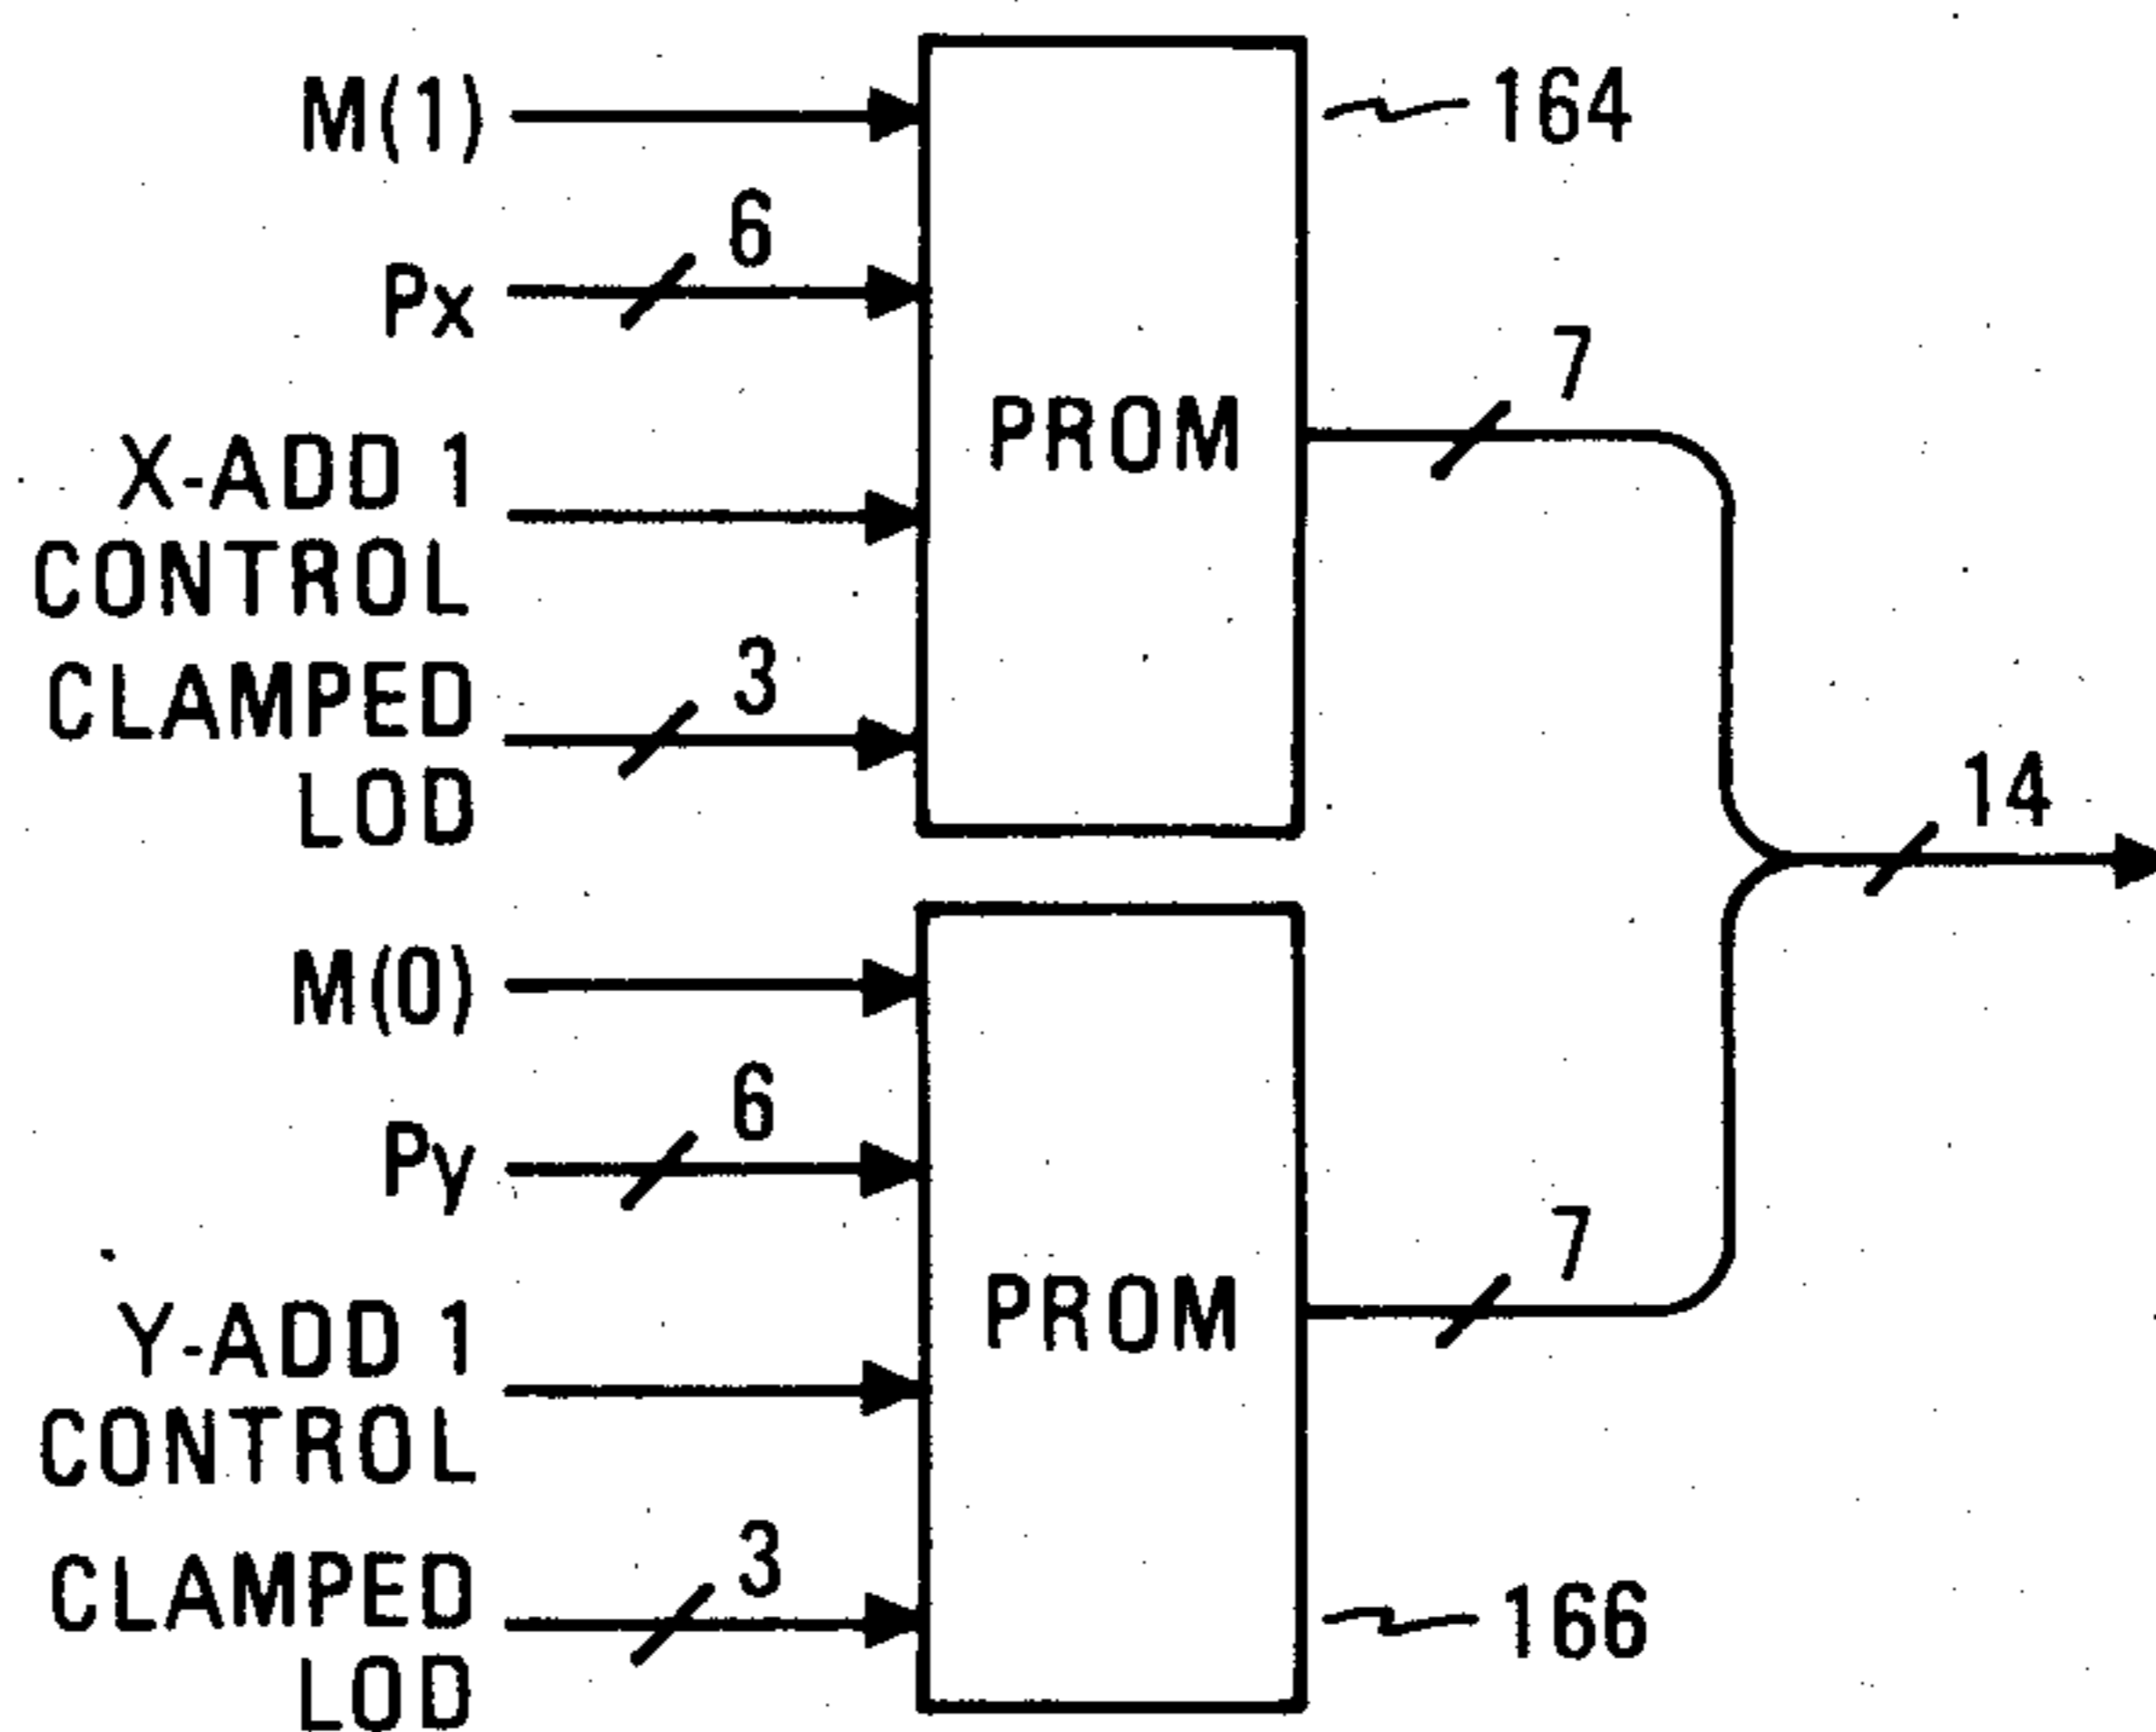 M(1)
164
6
Px
7
PROM
X-ADD 1
CONTROL
3
CLAMPED
LOD
14
M(0)
6
Py
7
PROM
Y-ADD 1
CONTROL
3
CLAMPED
LOD
166